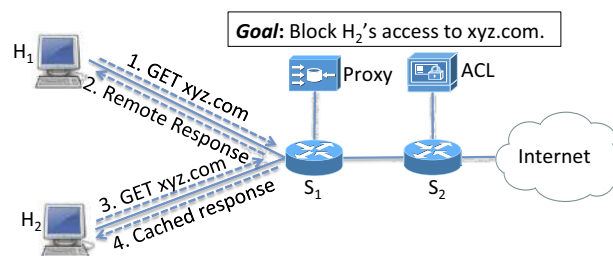 Goal: Block H2's access to xyz.com.
H1
1. GET xyz.com
2. Remote Response
Proxy
ACL
Internet
S1
S2
3. GET xyz.com
4. Cached response
H2